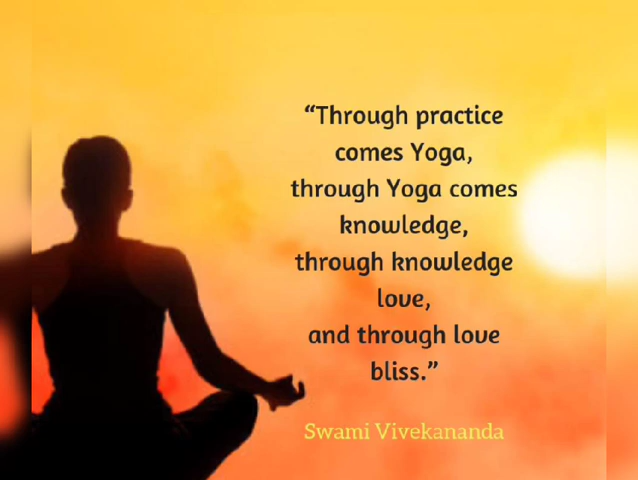 “Through practice
comes Yoga,
through Yoga comes
knowledge,
through knowledge
love,
and through love
bliss.”
Swami Vivekananda